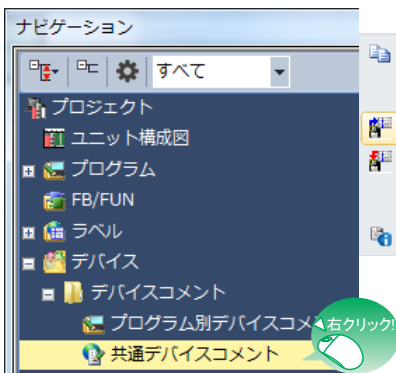 ナビゲーション
すべて
プロジェクト
ユニット構成図
プログラム
FB/FUN
ラベル
デバイス
デバイスコメント
プログラム別デバイスコメ
右クリック!
共通デバイスコメント